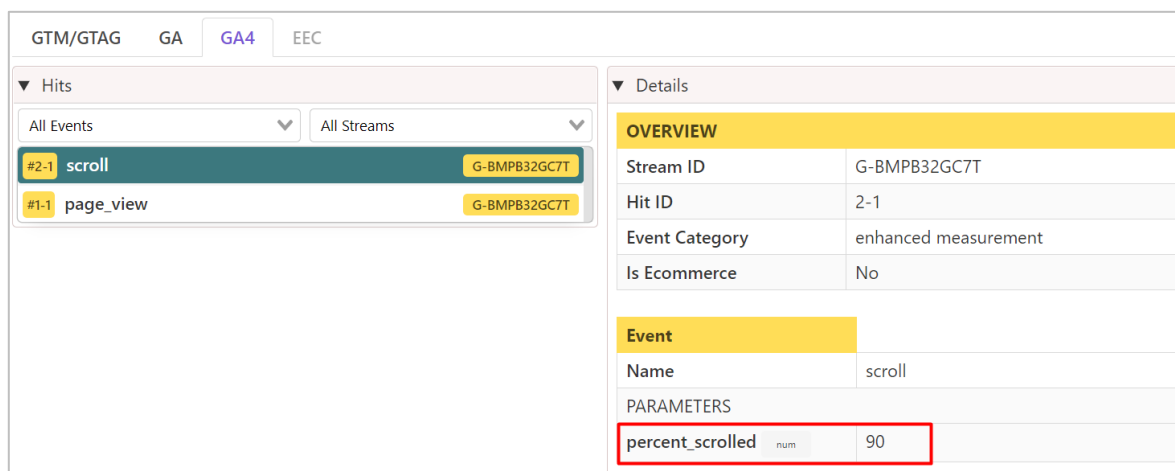 GTM/GTAG GA GA4 EEC
▼ Hits
All Events All Streams
#2-1 scroll G-BMPB32GC7T
#1-1 page_view G-BMPB32GC7T
▼ Details
OVERVIEW
Stream ID G-BMPB32GC7T
Hit ID 2-1
Event Category enhanced measurement
Is Ecommerce No
Event
Name scroll
PARAMETERS
percent_scrolled num 90